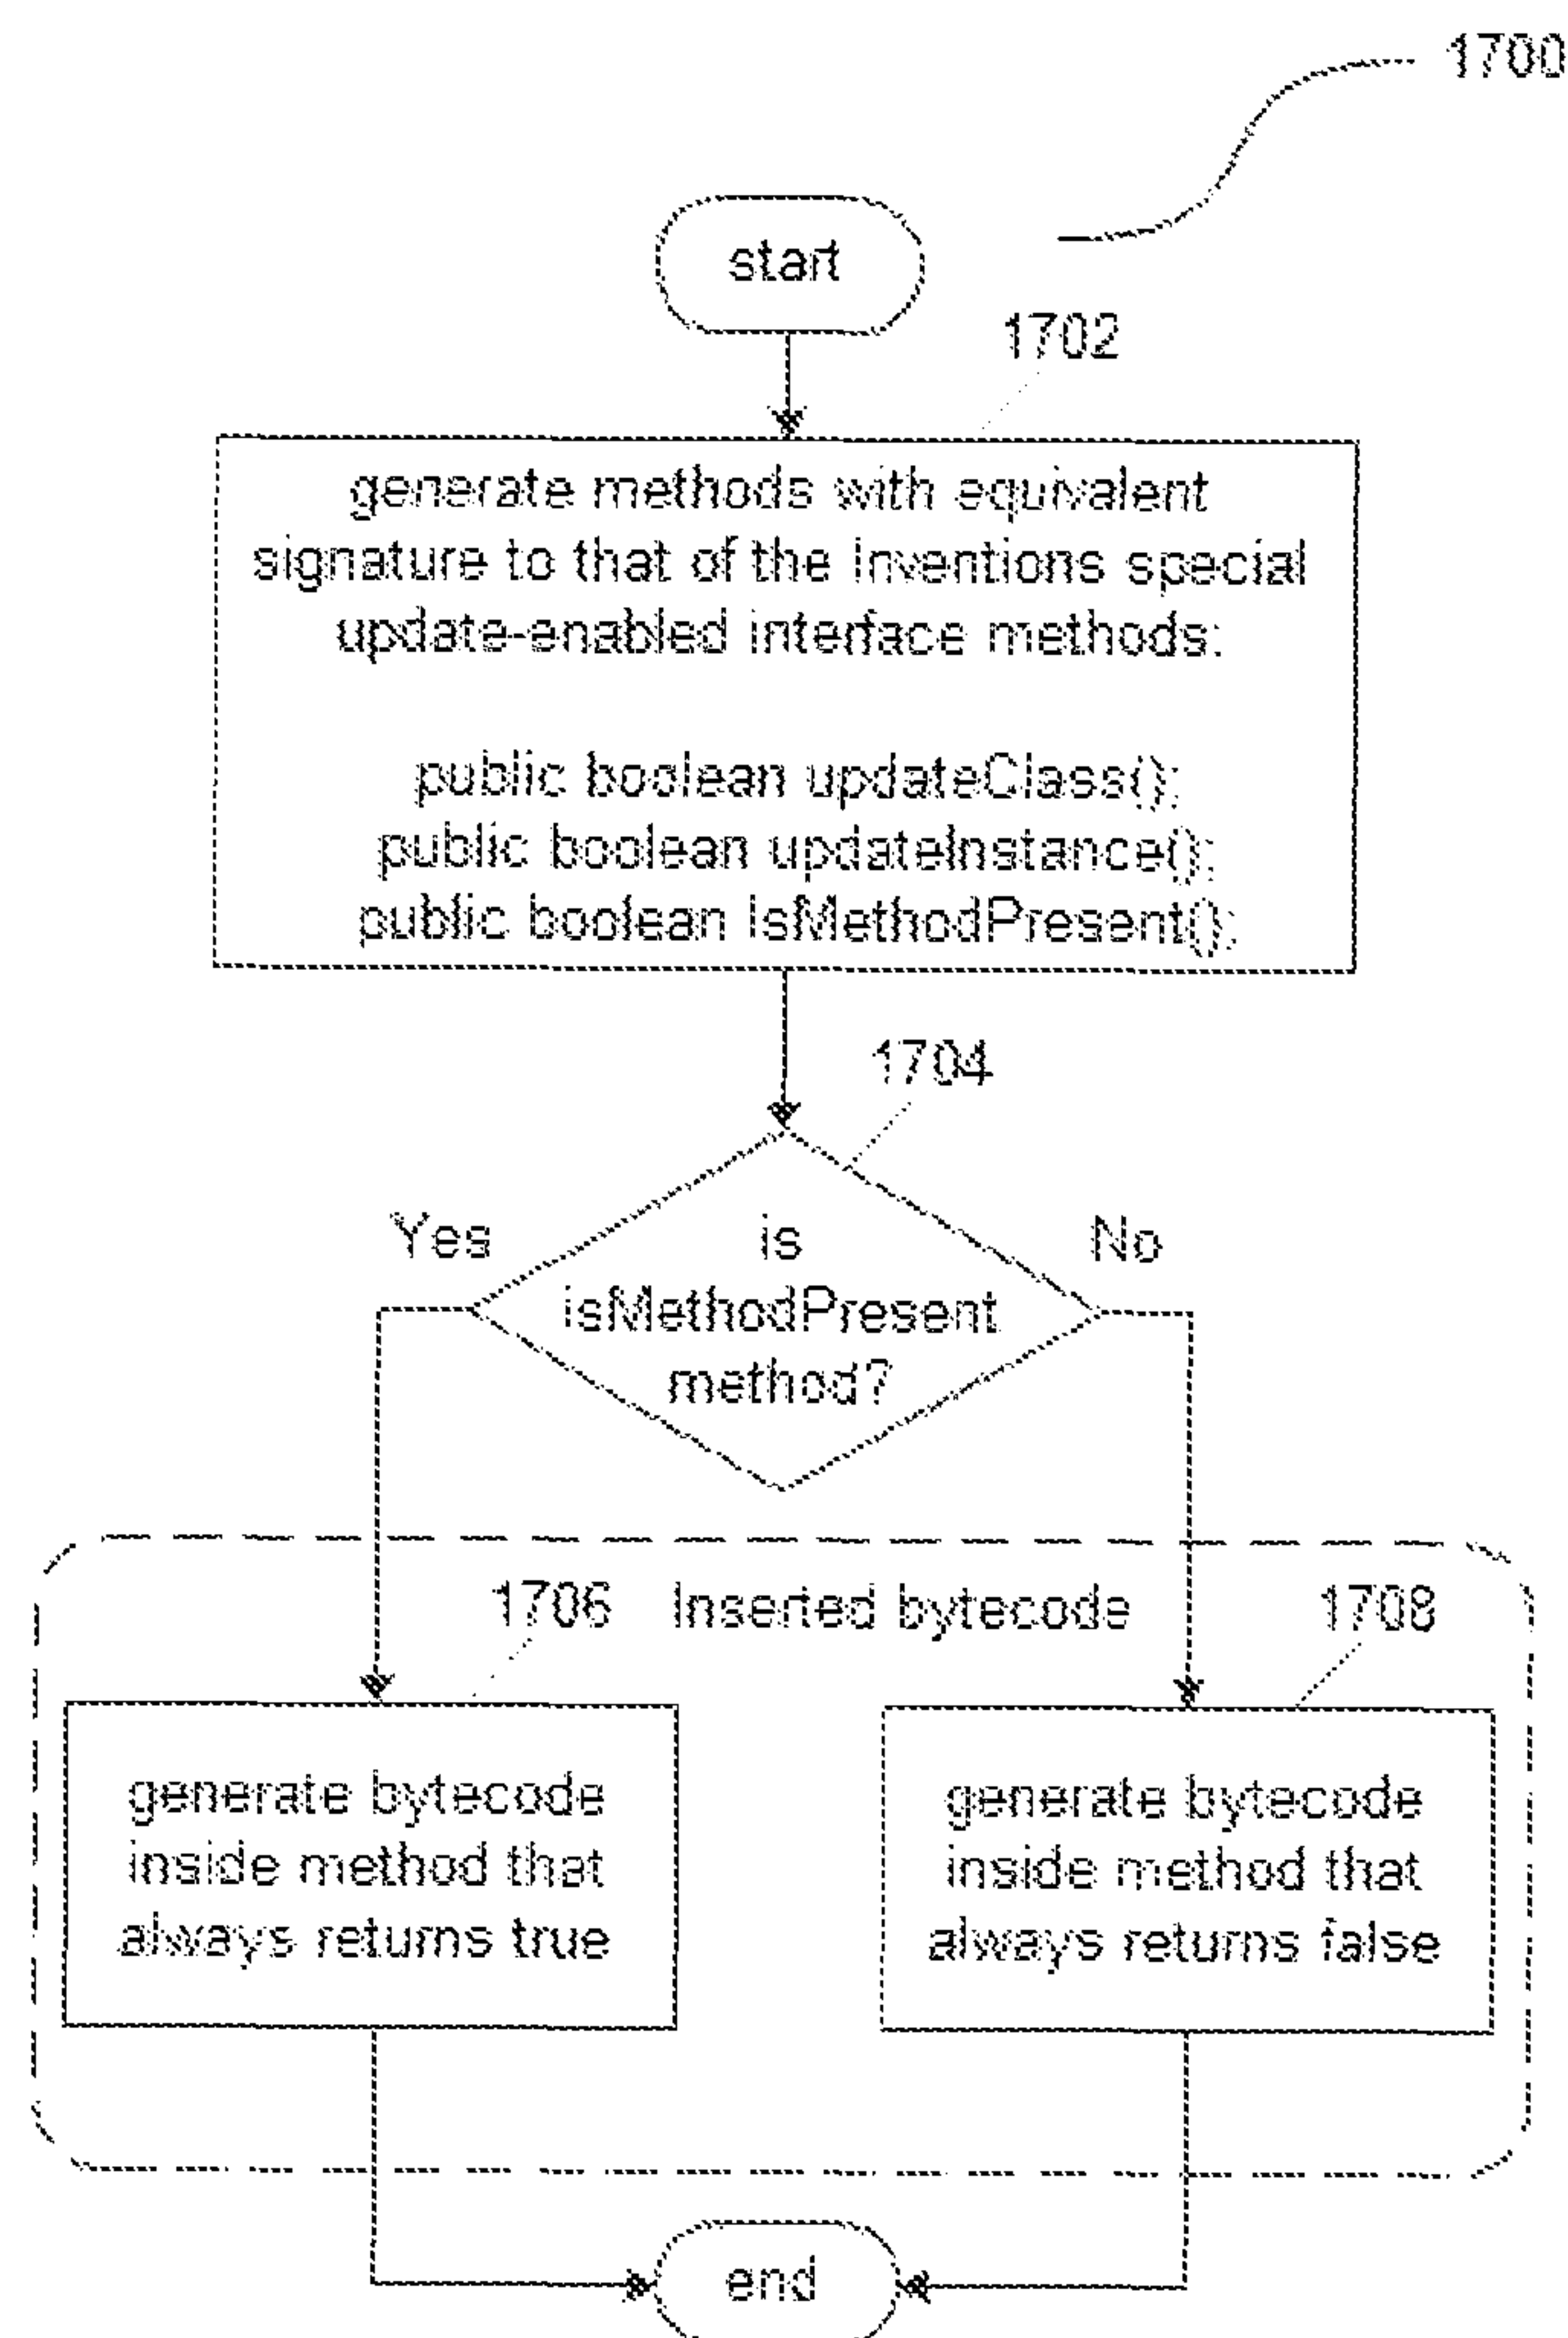 1700
start
1702
generate methods with equivalent
signature to that of the Inventions special
update-enabled interface methods:
public boolean updateClass();
public boolean updateInstance();
public boolean isMethodPresent();
1704
Yes
is
No
isMethodPresent
method?
1706
Inserted bytecode
1708
generate bytecode
inside method that
always returns true
generate bytecode
inside method that
always returns false
end